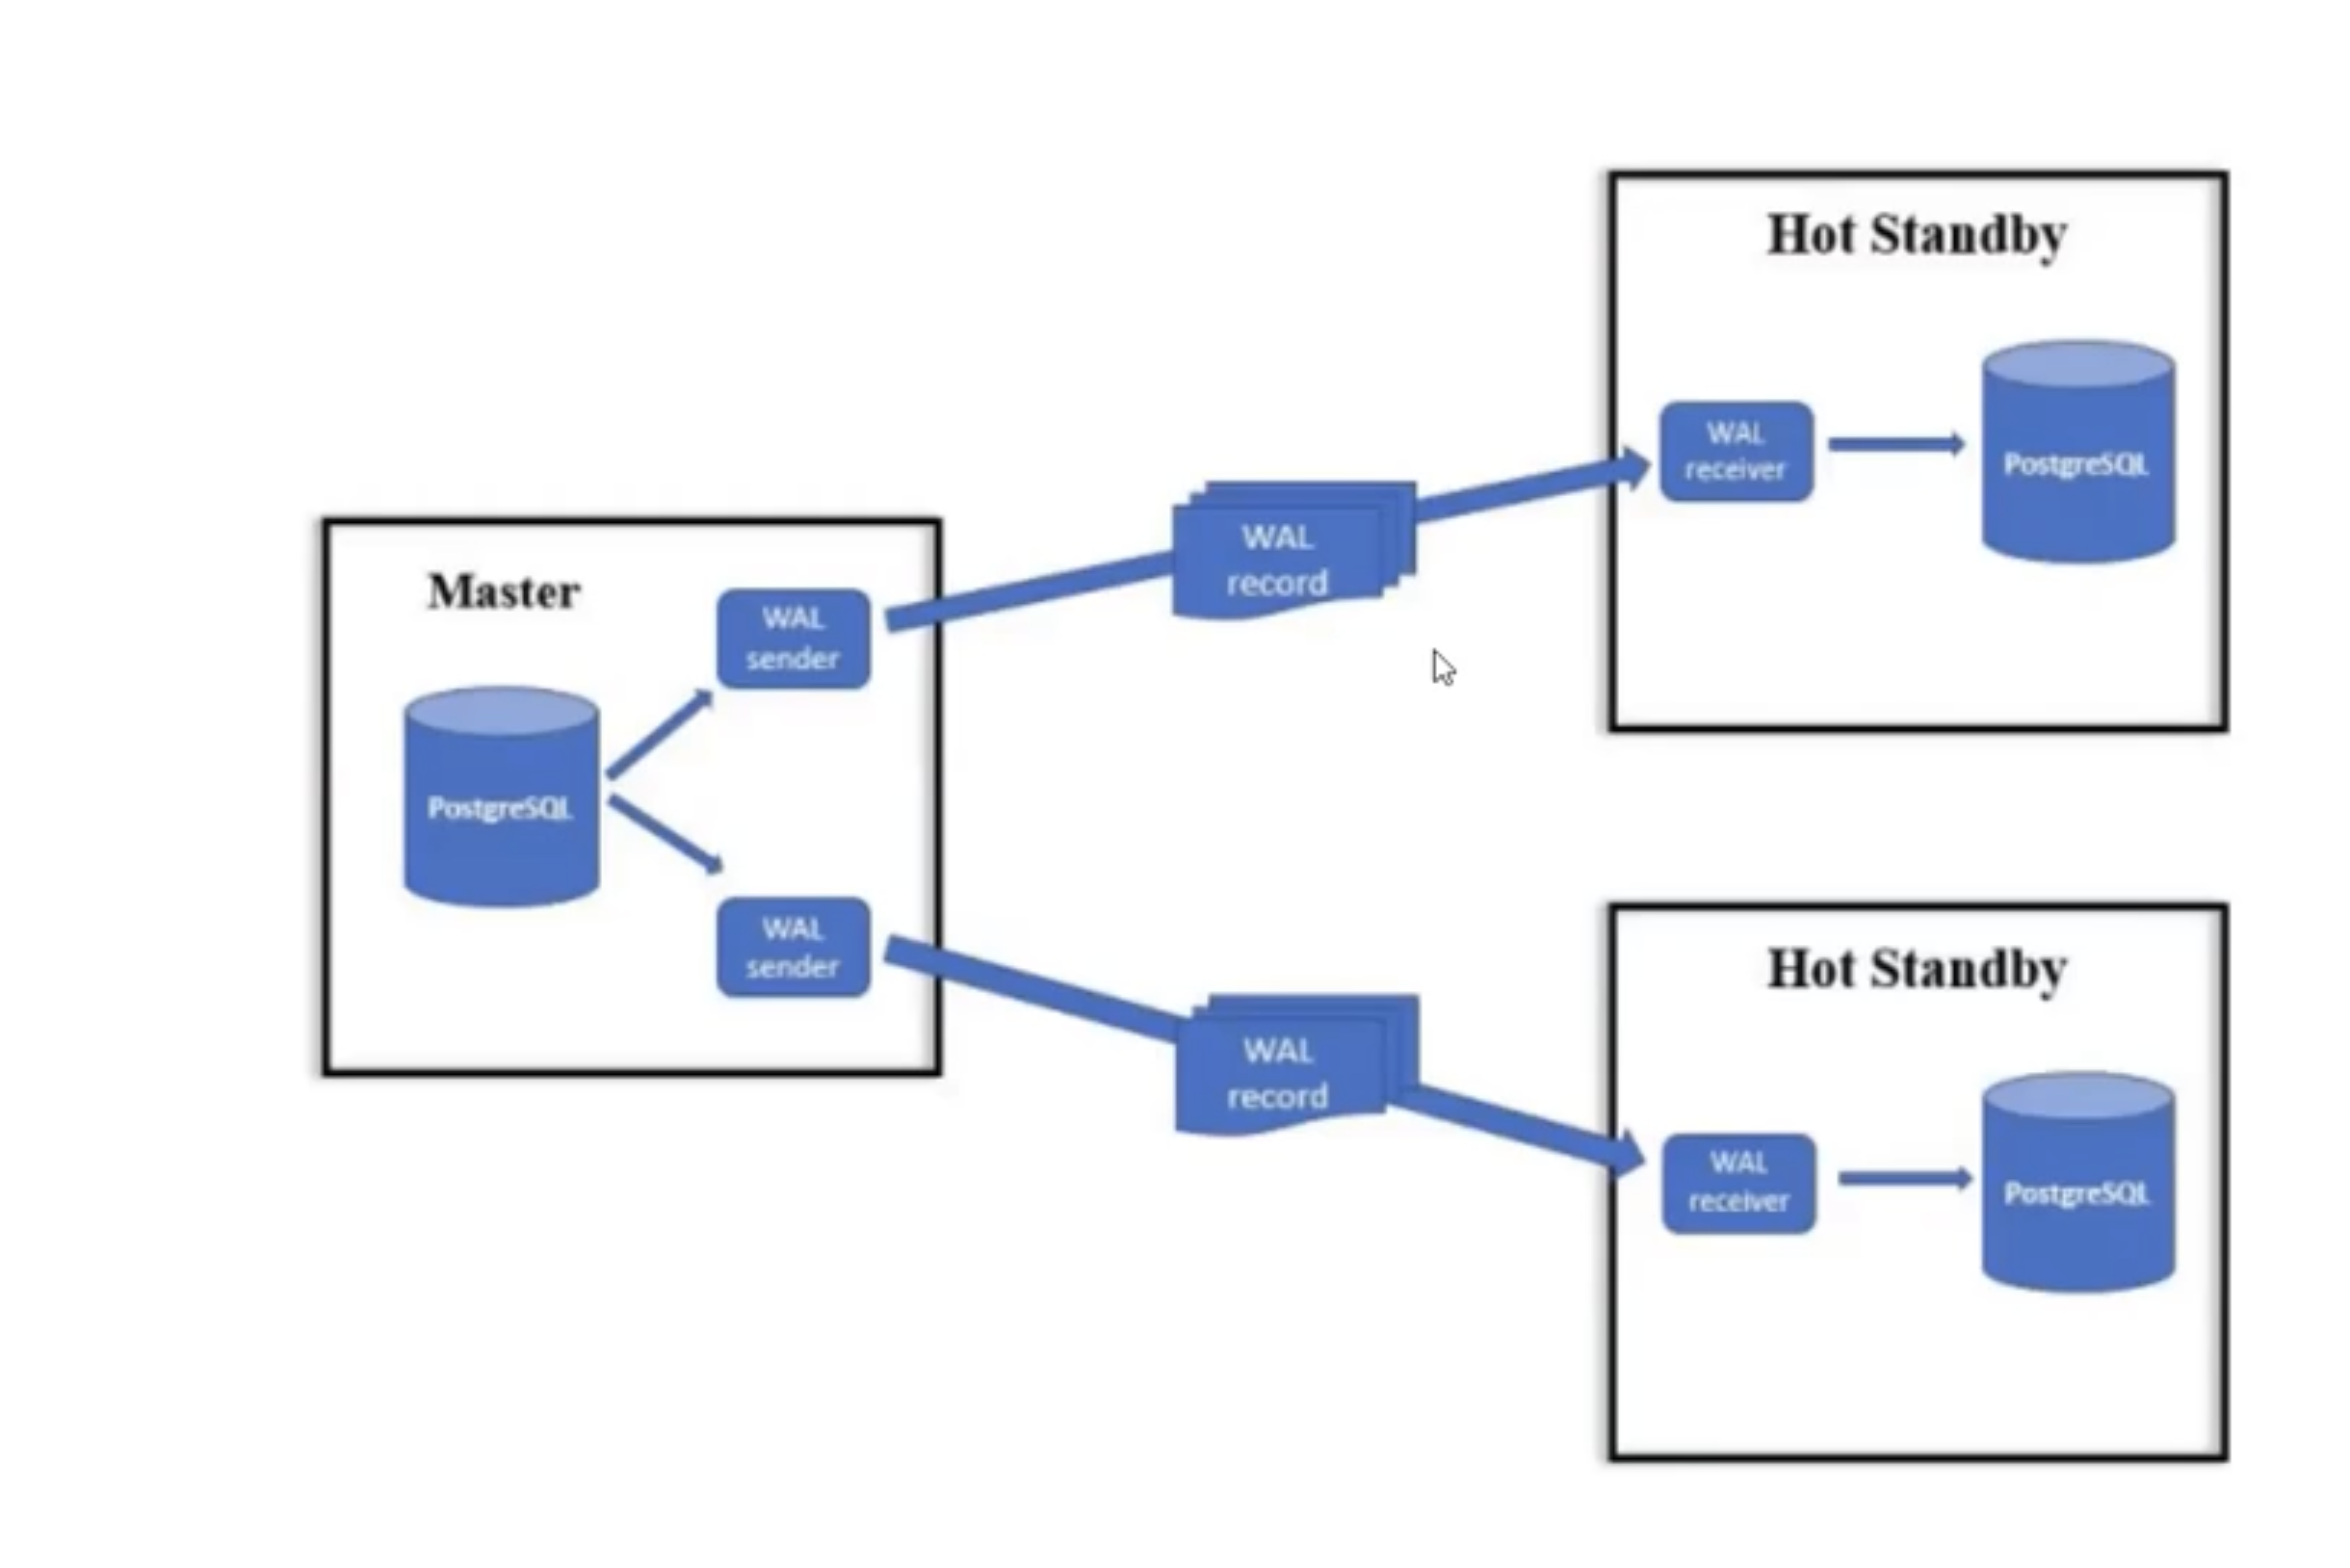 Master
PostgreSQL
WAL
sender
WAL
sender
WAL
record
WAL
record
Hot Standby
WAL
receiver
PostgreSQL
Hot Standby
WAL
receiver
PostgreSQL